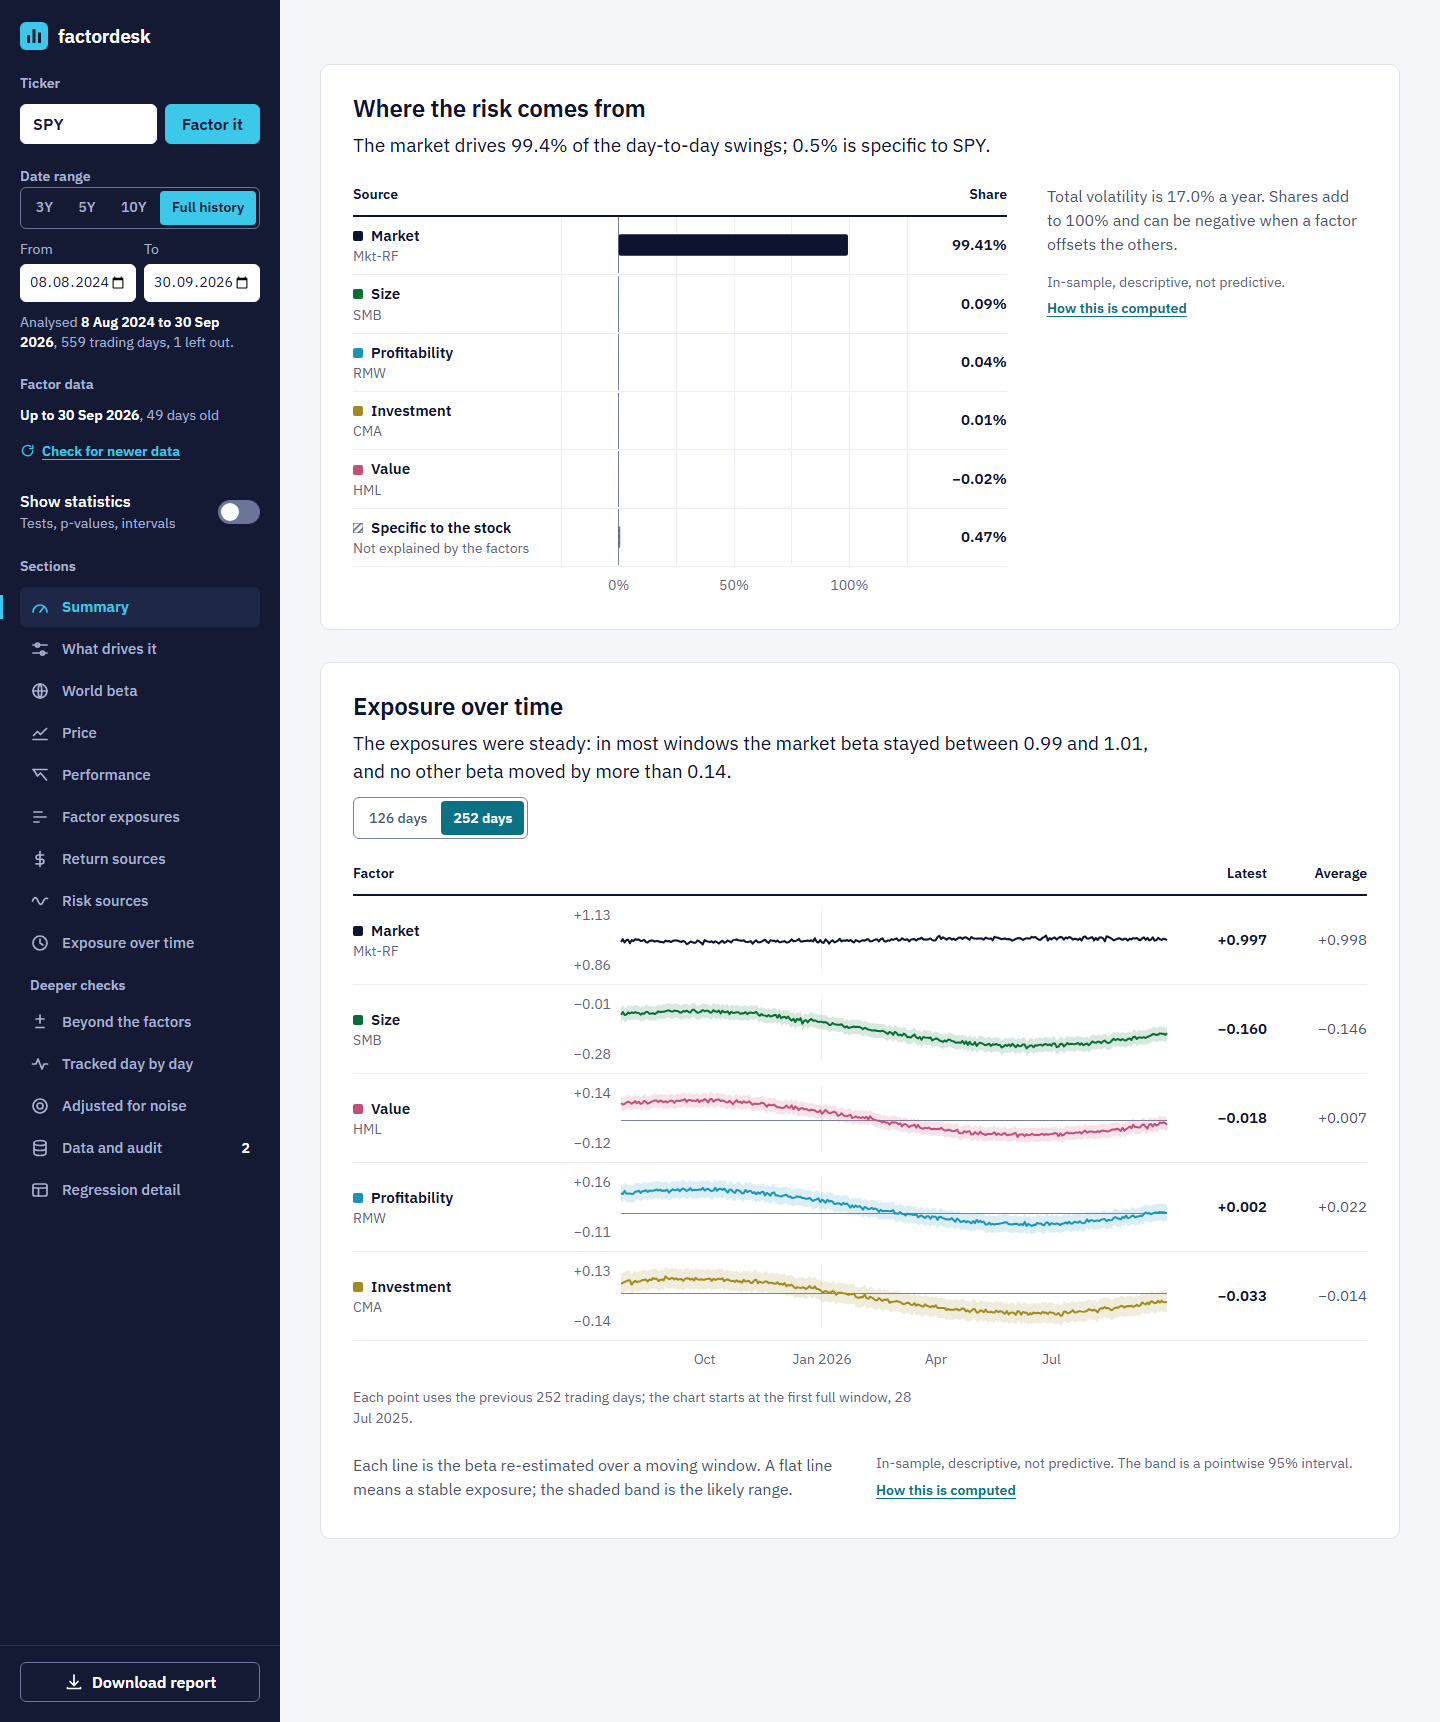 factordesk
Ticker
SPY
Factor it
Date range
3Y 5Y 10Y Full history
From To
08.08.2024 30.09.2026
Analysed 8 Aug 2024 to 30 Sep
2026, 559 trading days, 1 left out.
Factor data
Up to 30 Sep 2026, 49 days old
Check for newer data
Show statistics
Tests, p-values, intervals
Sections
Summary
What drives it
World beta
Price
Performance
Factor exposures
Return sources
Risk sources
Exposure over time
Deeper checks
Beyond the factors
Tracked day by day
Adjusted for noise
Data and audit 2
Regression detail
Download report
Where the risk comes from
The market drives 99.4% of the day-to-day swings; 0.5% is specific to SPY.
Source Share
Market
Mkt-RF
99.41%
Size
SMB
0.09%
Profitability
RMW
0.04%
Investment
CMA
0.01%
Value
HML
−0.02%
Specific to the stock
Not explained by the factors
0.47%
0% 50% 100%
Total volatility is 17.0% a year. Shares add
to 100% and can be negative when a factor
offsets the others.
In-sample, descriptive, not predictive.
How this is computed
Exposure over time
The exposures were steady: in most windows the market beta stayed between 0.99 and 1.01,
and no other beta moved by more than 0.14.
126 days 252 days
Factor Latest Average
Market
Mkt-RF
+1.13
+0.86
+0.997 +0.998
Size
SMB
−0.01
−0.28
−0.160 −0.146
Value
HML
+0.14
−0.12
−0.018 +0.007
Profitability
RMW
+0.16
−0.11
+0.002 +0.022
Investment
CMA
+0.13
−0.14
−0.033 −0.014
Oct Jan 2026 Apr Jul
Each point uses the previous 252 trading days; the chart starts at the first full window, 28
Jul 2025.
Each line is the beta re-estimated over a moving window. A flat line
means a stable exposure; the shaded band is the likely range.
In-sample, descriptive, not predictive. The band is a pointwise 95% interval.
How this is computed